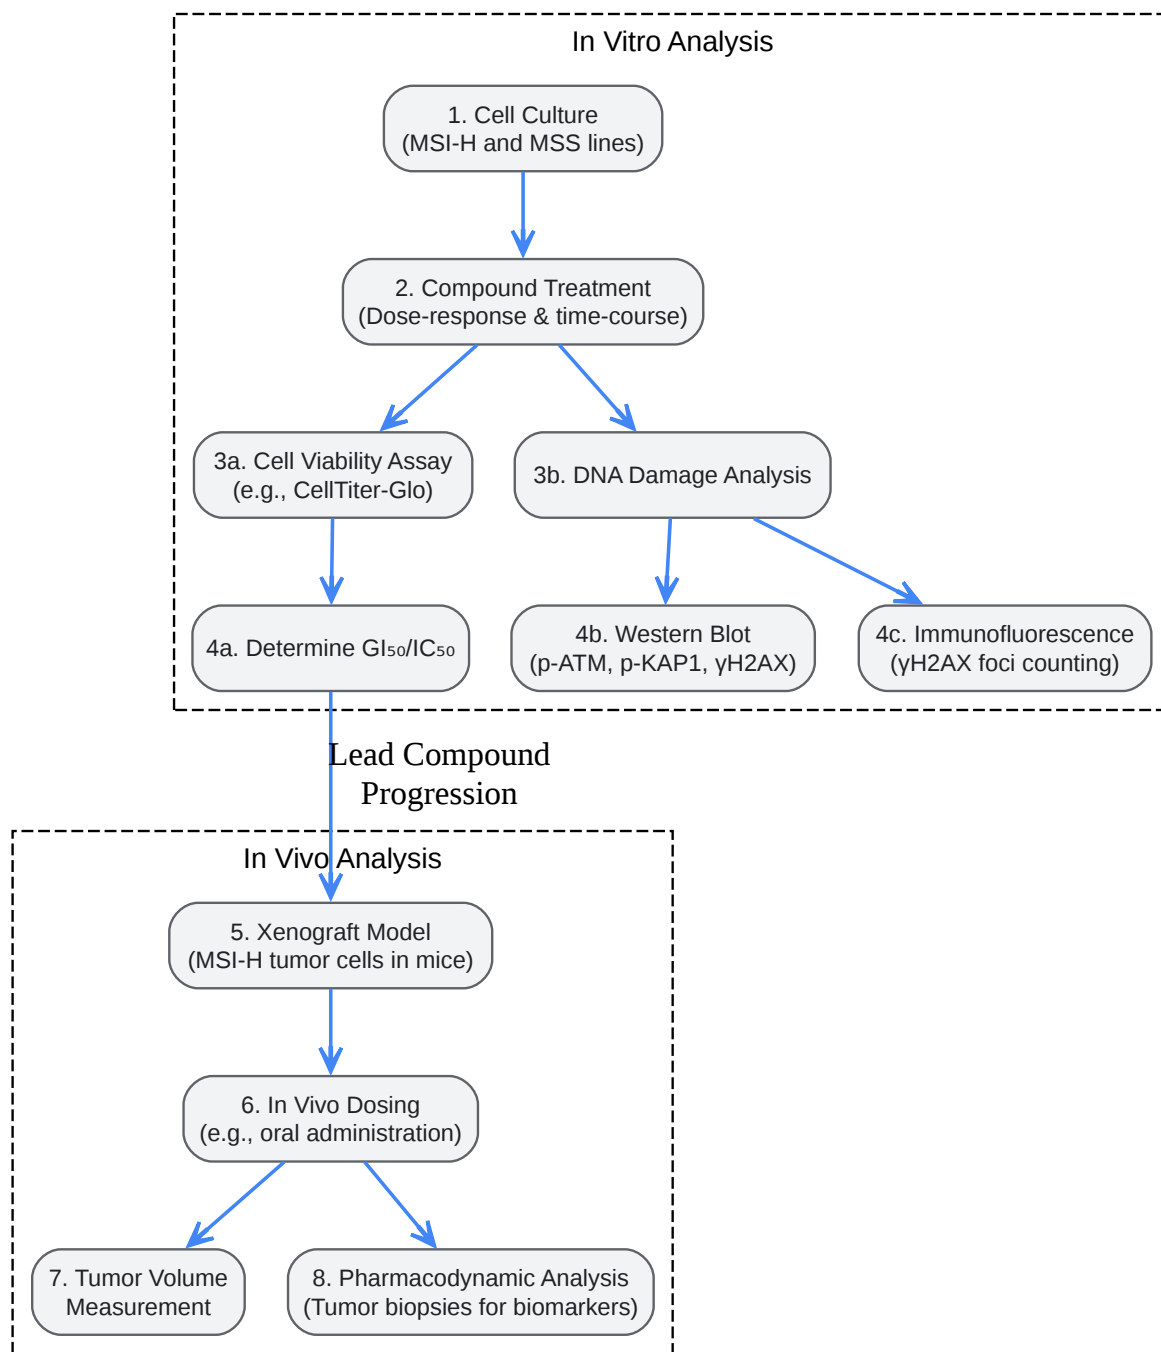 In Vitro Analysis
1. Cell Culture
(MSI-H and MSS lines)
2. Compound Treatment
(Dose-response & time-course)
3a. Cell Viability Assay
(e.g., CellTiter-Glo)
3b. DNA Damage Analysis
4a. Determine GI₅₀/IC₅₀
4b. Western Blot
(p-ATM, p-KAP1, γH2AX)
4c. Immunofluorescence
(γH2AX foci counting)
Lead Compound
Progression
In Vivo Analysis
5. Xenograft Model
(MSI-H tumor cells in mice)
6. In Vivo Dosing
(e.g., oral administration)
7. Tumor Volume
Measurement
8. Pharmacodynamic Analysis
(Tumor biopsies for biomarkers)